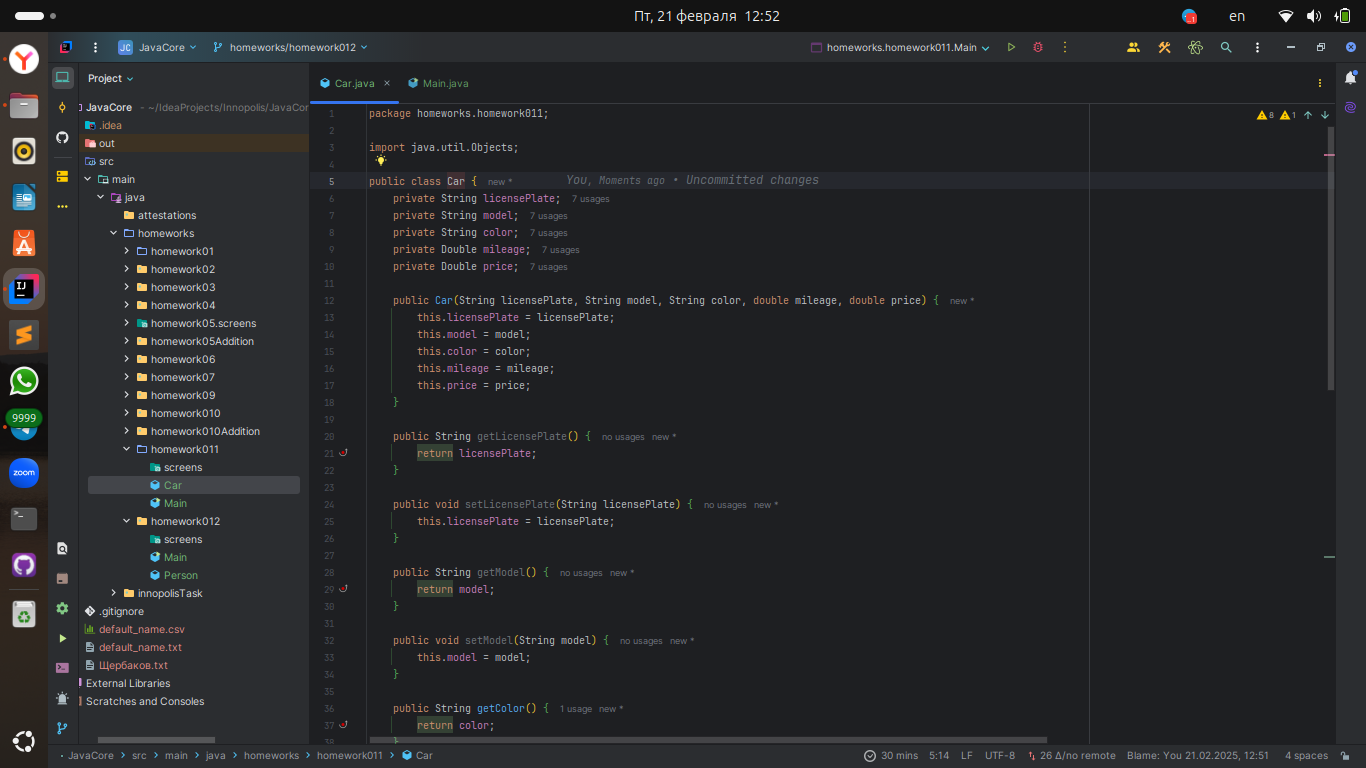 Пт, 21 февраля 12:52
en
JC JavaCore
homeworks/homework012
homeworks.homework011.Main
Project
Car.java
Main.java
JavaCore - ~/IdeaProjects/Innopolis/JavaCor
.idea
out
src
main
java
attestations
homeworks
homework01
homework02
homework03
homework04
homework05.screens
homework05Addition
homework06
homework07
homework09
homework010
homework010Addition
homework011
screens
Car
Main
homework012
screens
Main
Person
innopolisTask
.gitignore
default_name.csv
default_name.txt
Щербаков.txt
External Libraries
Scratches and Consoles
9999
zoom
8 1
1 package homeworks.homework011;
2
3 import java.util.Objects;
4
5 public class Car { new * You, Moments ago • Uncommitted changes
6 private String licensePlate; 7 usages
7 private String model; 7 usages
8 private String color; 7 usages
9 private Double mileage; 7 usages
10 private Double price; 7 usages
11
12 public Car(String licensePlate, String model, String color, double mileage, double price) { new *
13 this.licensePlate = licensePlate;
14 this.model = model;
15 this.color = color;
16 this.mileage = mileage;
17 this.price = price;
18 }
19
20 public String getLicensePlate() { no usages new *
21 return licensePlate;
22 }
23
24 public void setLicensePlate(String licensePlate) { no usages new *
25 this.licensePlate = licensePlate;
26 }
27
28 public String getModel() { no usages new *
29 return model;
30 }
31
32 public void setModel(String model) { no usages new *
33 this.model = model;
34 }
35
36 public String getColor() { 1 usage new *
37 return color;
38 }
JavaCore > src > main > java > homeworks > homework011 > Car
30 mins 5:14 LF UTF-8 26 Δ/no remote Blame: You 21.02.2025, 12:51 4 spaces